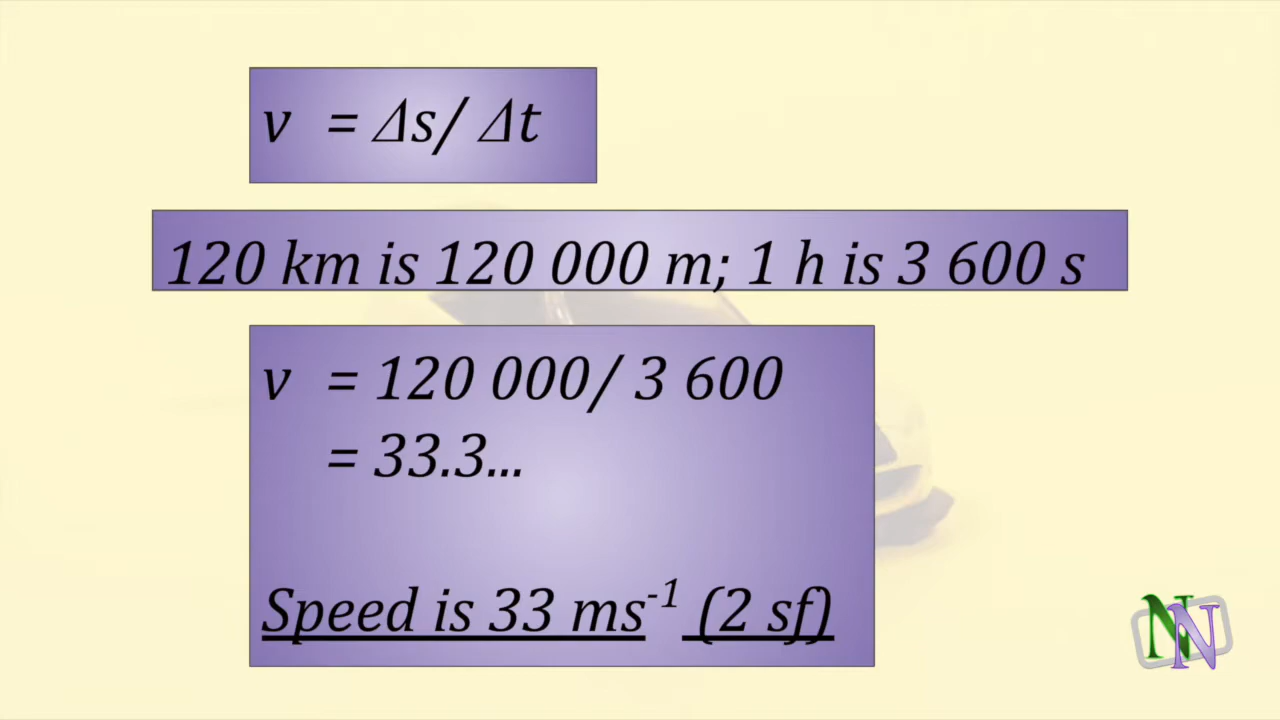 v = Δs/ Δt
120 km is 120 000 m; 1 h is 3 600 s
v = 120 000/ 3 600
= 33.3...
Speed is 33 ms⁻¹ (2 sf)
NN